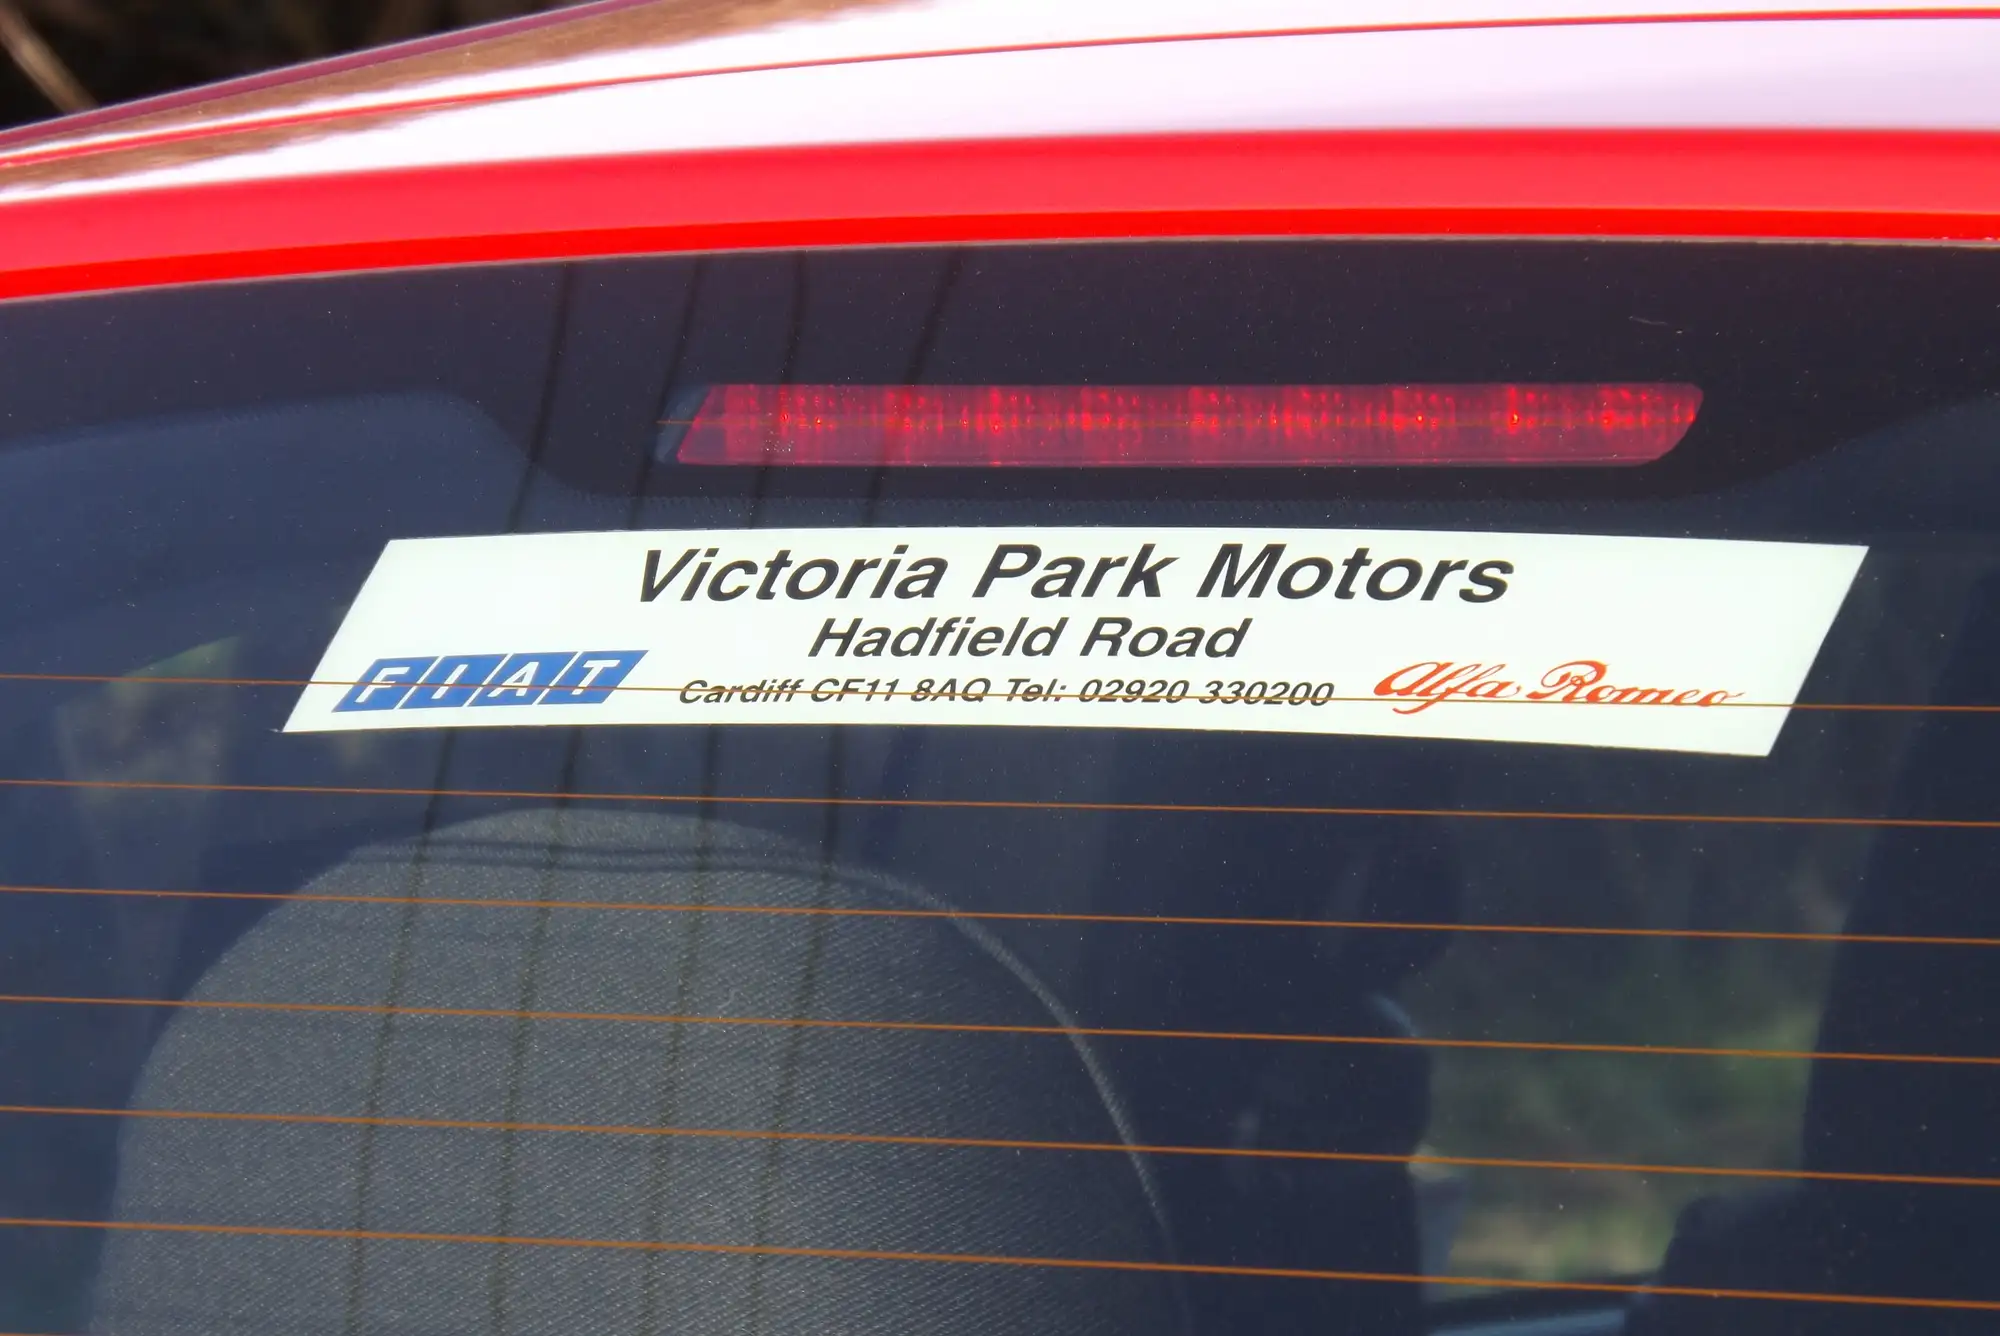 Victoria Park Motors
Hadfield Road
FIAT
Cardiff CF11 8AQ Tel: 02920 330200
Alfa Romeo